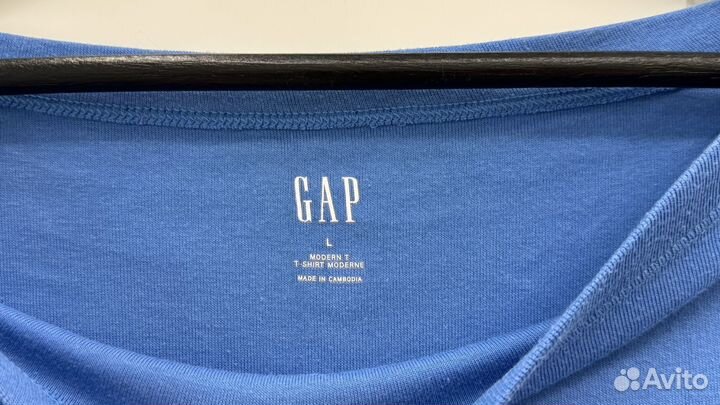 GAP
L
MODERN T
T-SHIRT MODERNE
MADE IN CAMBODIA
Avito